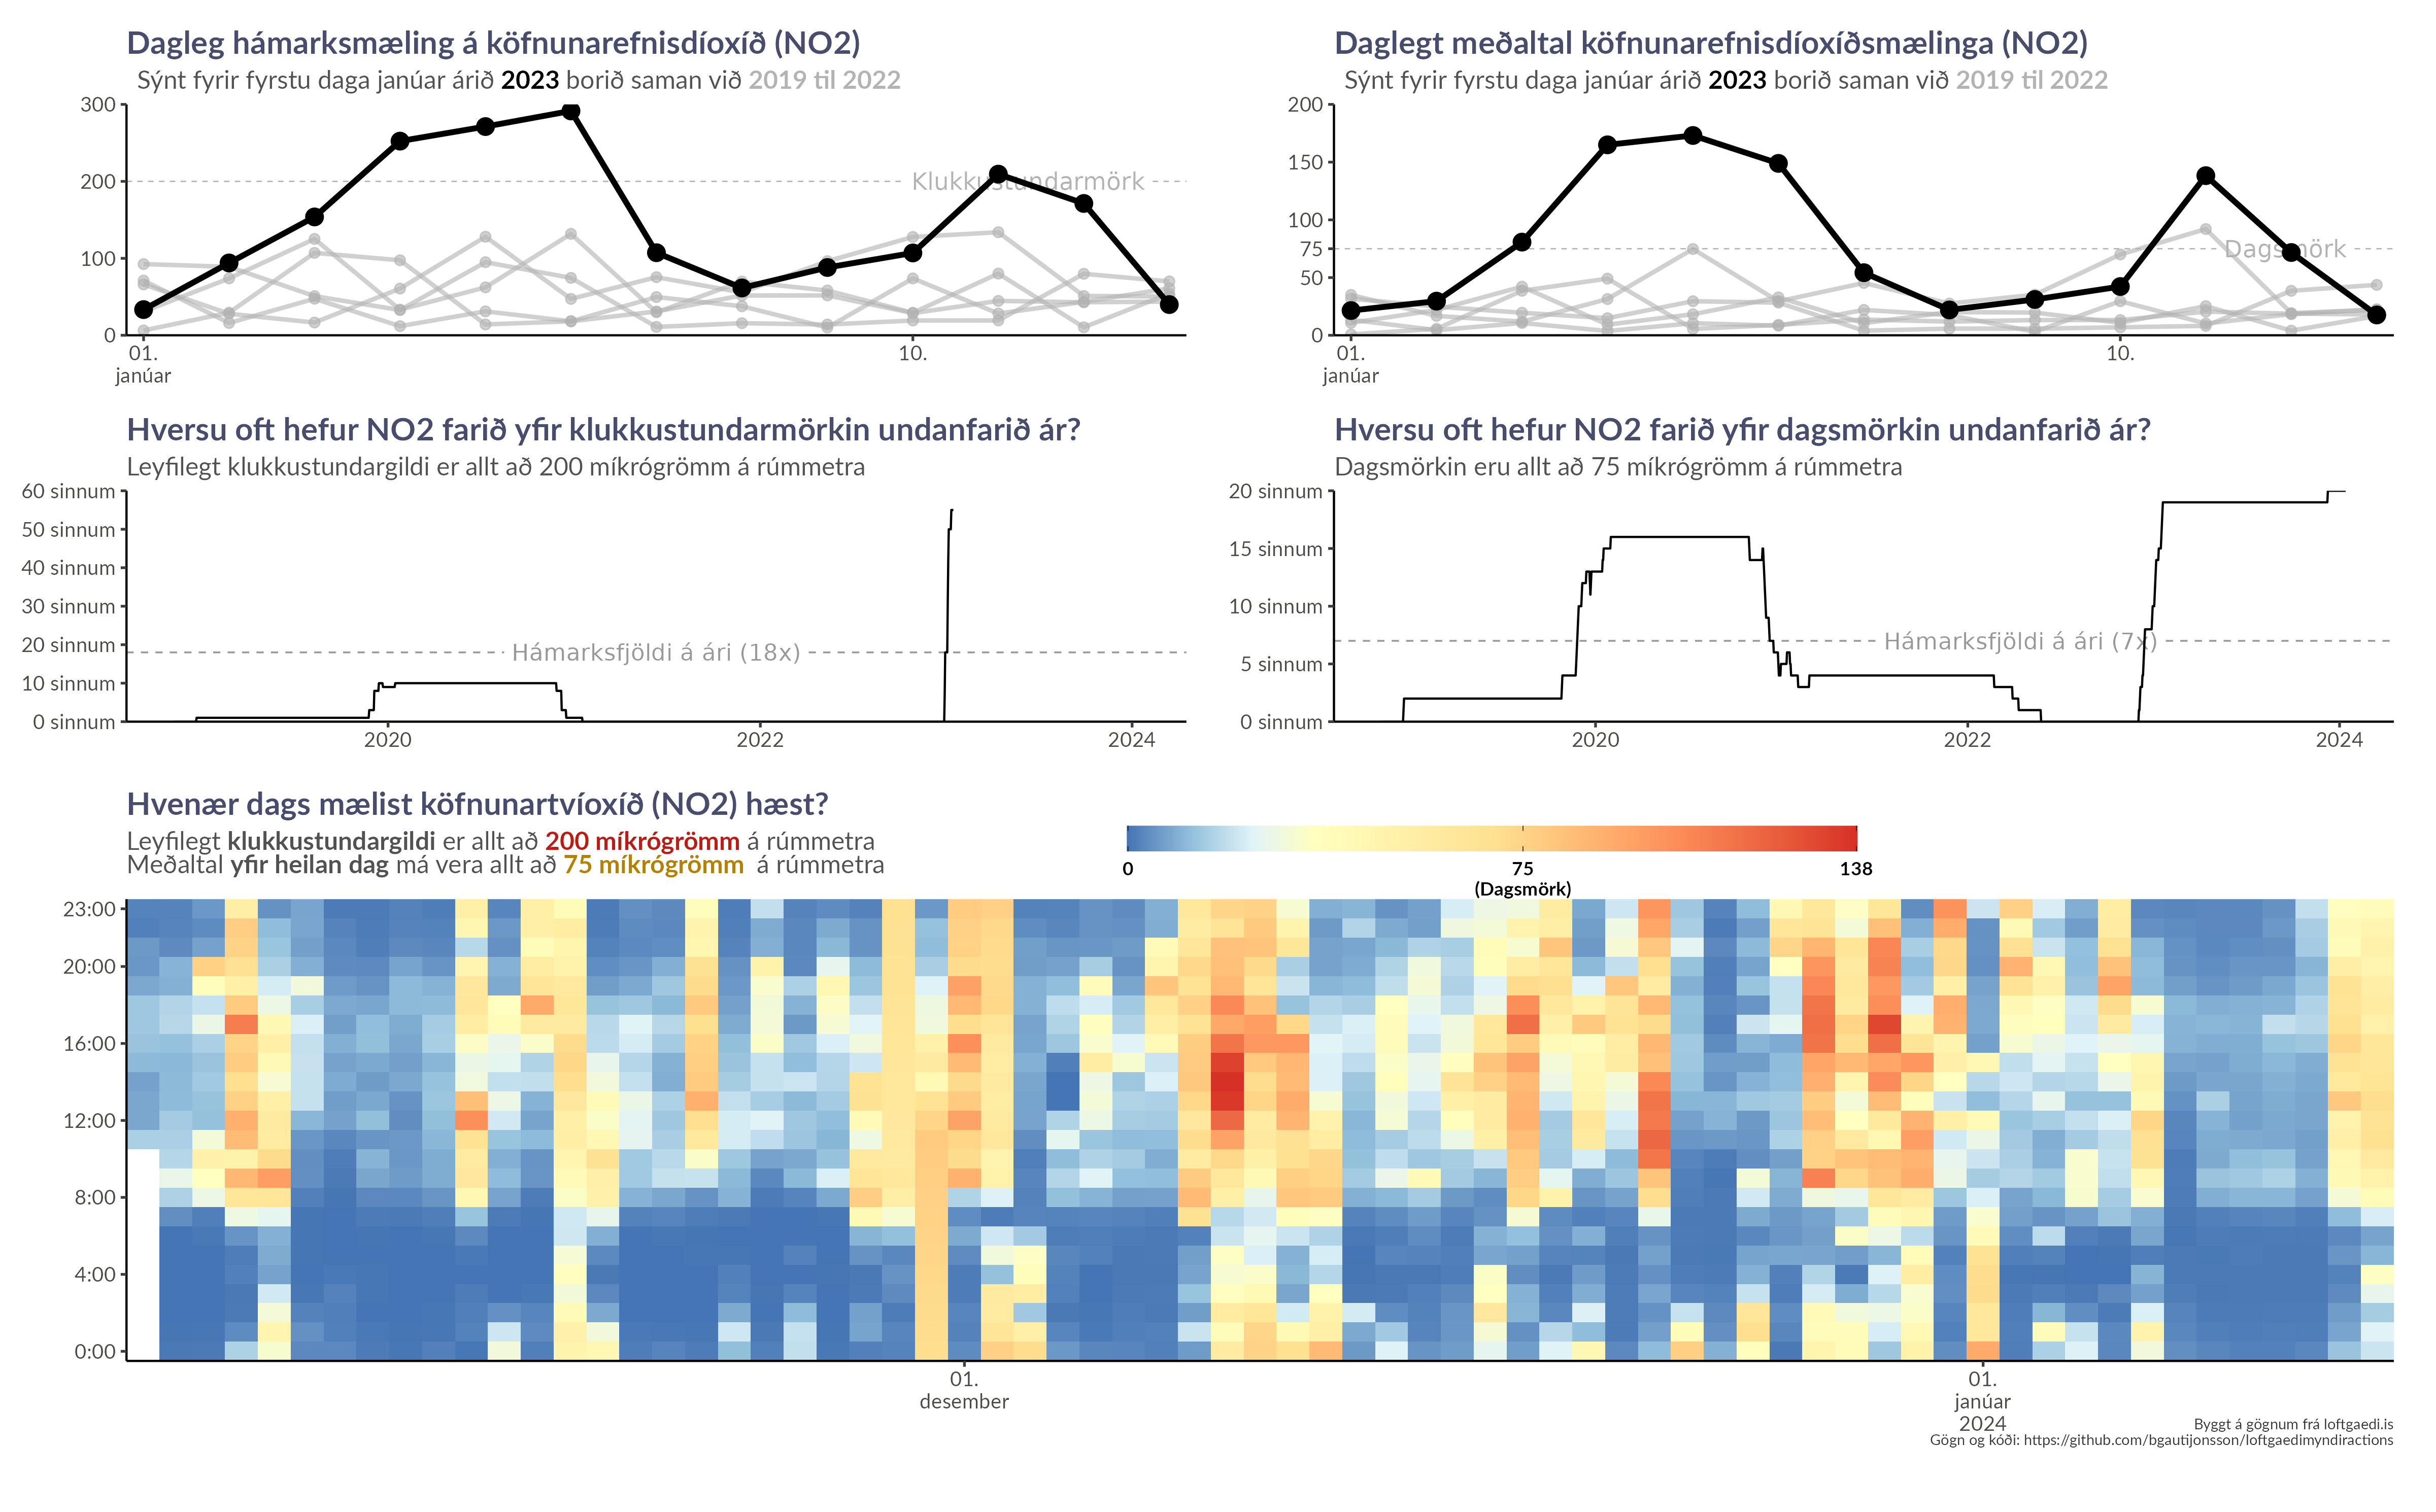 Dagleg hámarksmæling á köfnunarefnisdíoxíð (NO2)
Sýnt fyrir fyrstu daga janúar árið 2023 borið saman við 2019 til 2022
300
200
100
0
Klukkustundarmörk
01.
janúar
10.
Daglegt meðaltal köfnunarefnisdíoxíðsmælinga (NO2)
Sýnt fyrir fyrstu daga janúar árið 2023 borið saman við 2019 til 2022
200
150
100
75
50
0
Dagsmörk
01.
janúar
10.
Hversu oft hefur NO2 farið yfir klukkustundarmörkin undanfarið ár?
Leyfilegt klukkustundargildi er allt að 200 míkrógrömm á rúmmetra
60 sinnum
50 sinnum
40 sinnum
30 sinnum
20 sinnum
10 sinnum
0 sinnum
Hámarksfjöldi á ári (18x)
2020
2022
2024
Hversu oft hefur NO2 farið yfir dagsmörkin undanfarið ár?
Dagsmörkin eru allt að 75 míkrógrömm á rúmmetra
20 sinnum
15 sinnum
10 sinnum
5 sinnum
0 sinnum
Hámarksfjöldi á ári (7x)
2020
2022
2024
Hvenær dags mælist köfnunartvíoxíð (NO2) hæst?
Leyfilegt klukkustundargildi er allt að 200 míkrógrömm á rúmmetra
Meðaltal yfir heilan dag má vera allt að 75 míkrógrömm á rúmmetra
0
75
(Dagsmörk)
138
23:00
20:00
16:00
12:00
8:00
4:00
0:00
01.
desember
01.
janúar
2024
Byggt á gögnum frá loftgaedi.is
Gögn og kóði: https://github.com/bgautijonsson/loftgaedimyndiractions